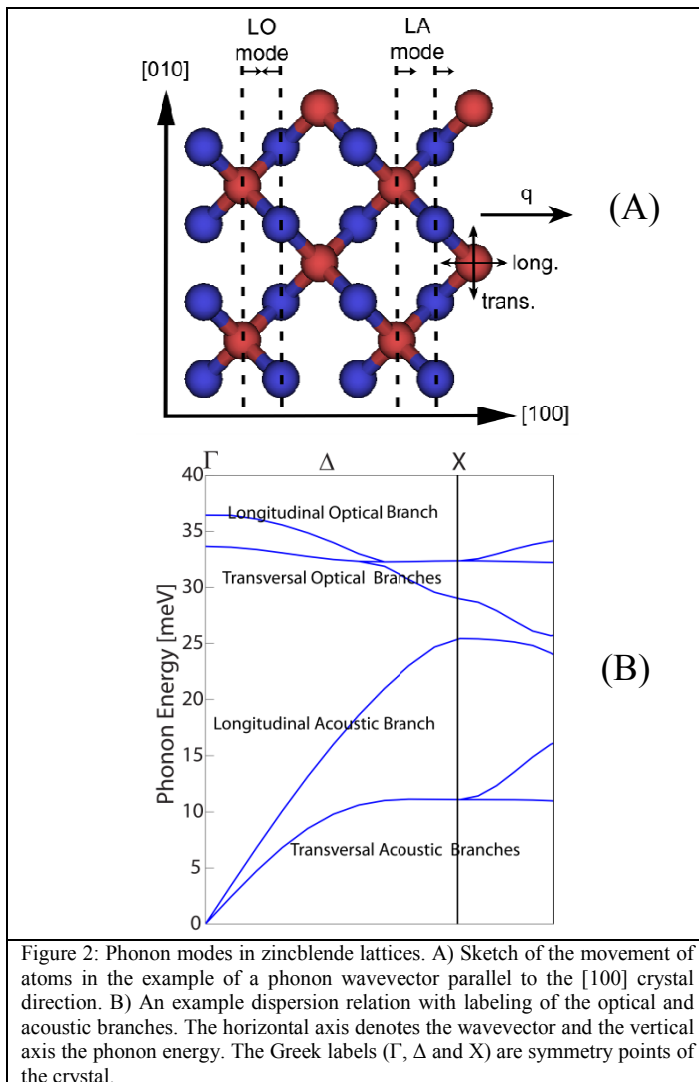 LO
mode
LA
mode
[010]
q
(A)
long.
trans.
[100]
Γ
Δ
X
40
Longitudinal Optical Branch
35
Transversal Optical Branches
30
25
(B)
20
Longitudinal Acoustic Branch
15
10
Transversal Acoustic Branches
5
0
Phonon Energy [meV]
Figure 2: Phonon modes in zincblende lattices. A) Sketch of the movement of
atoms in the example of a phonon wavevector parallel to the [100] crystal
direction. B) An example dispersion relation with labeling of the optical and
acoustic branches. The horizontal axis denotes the wavevector and the vertical
axis the phonon energy. The Greek labels (Γ, Δ and X) are symmetry points of
the crystal.